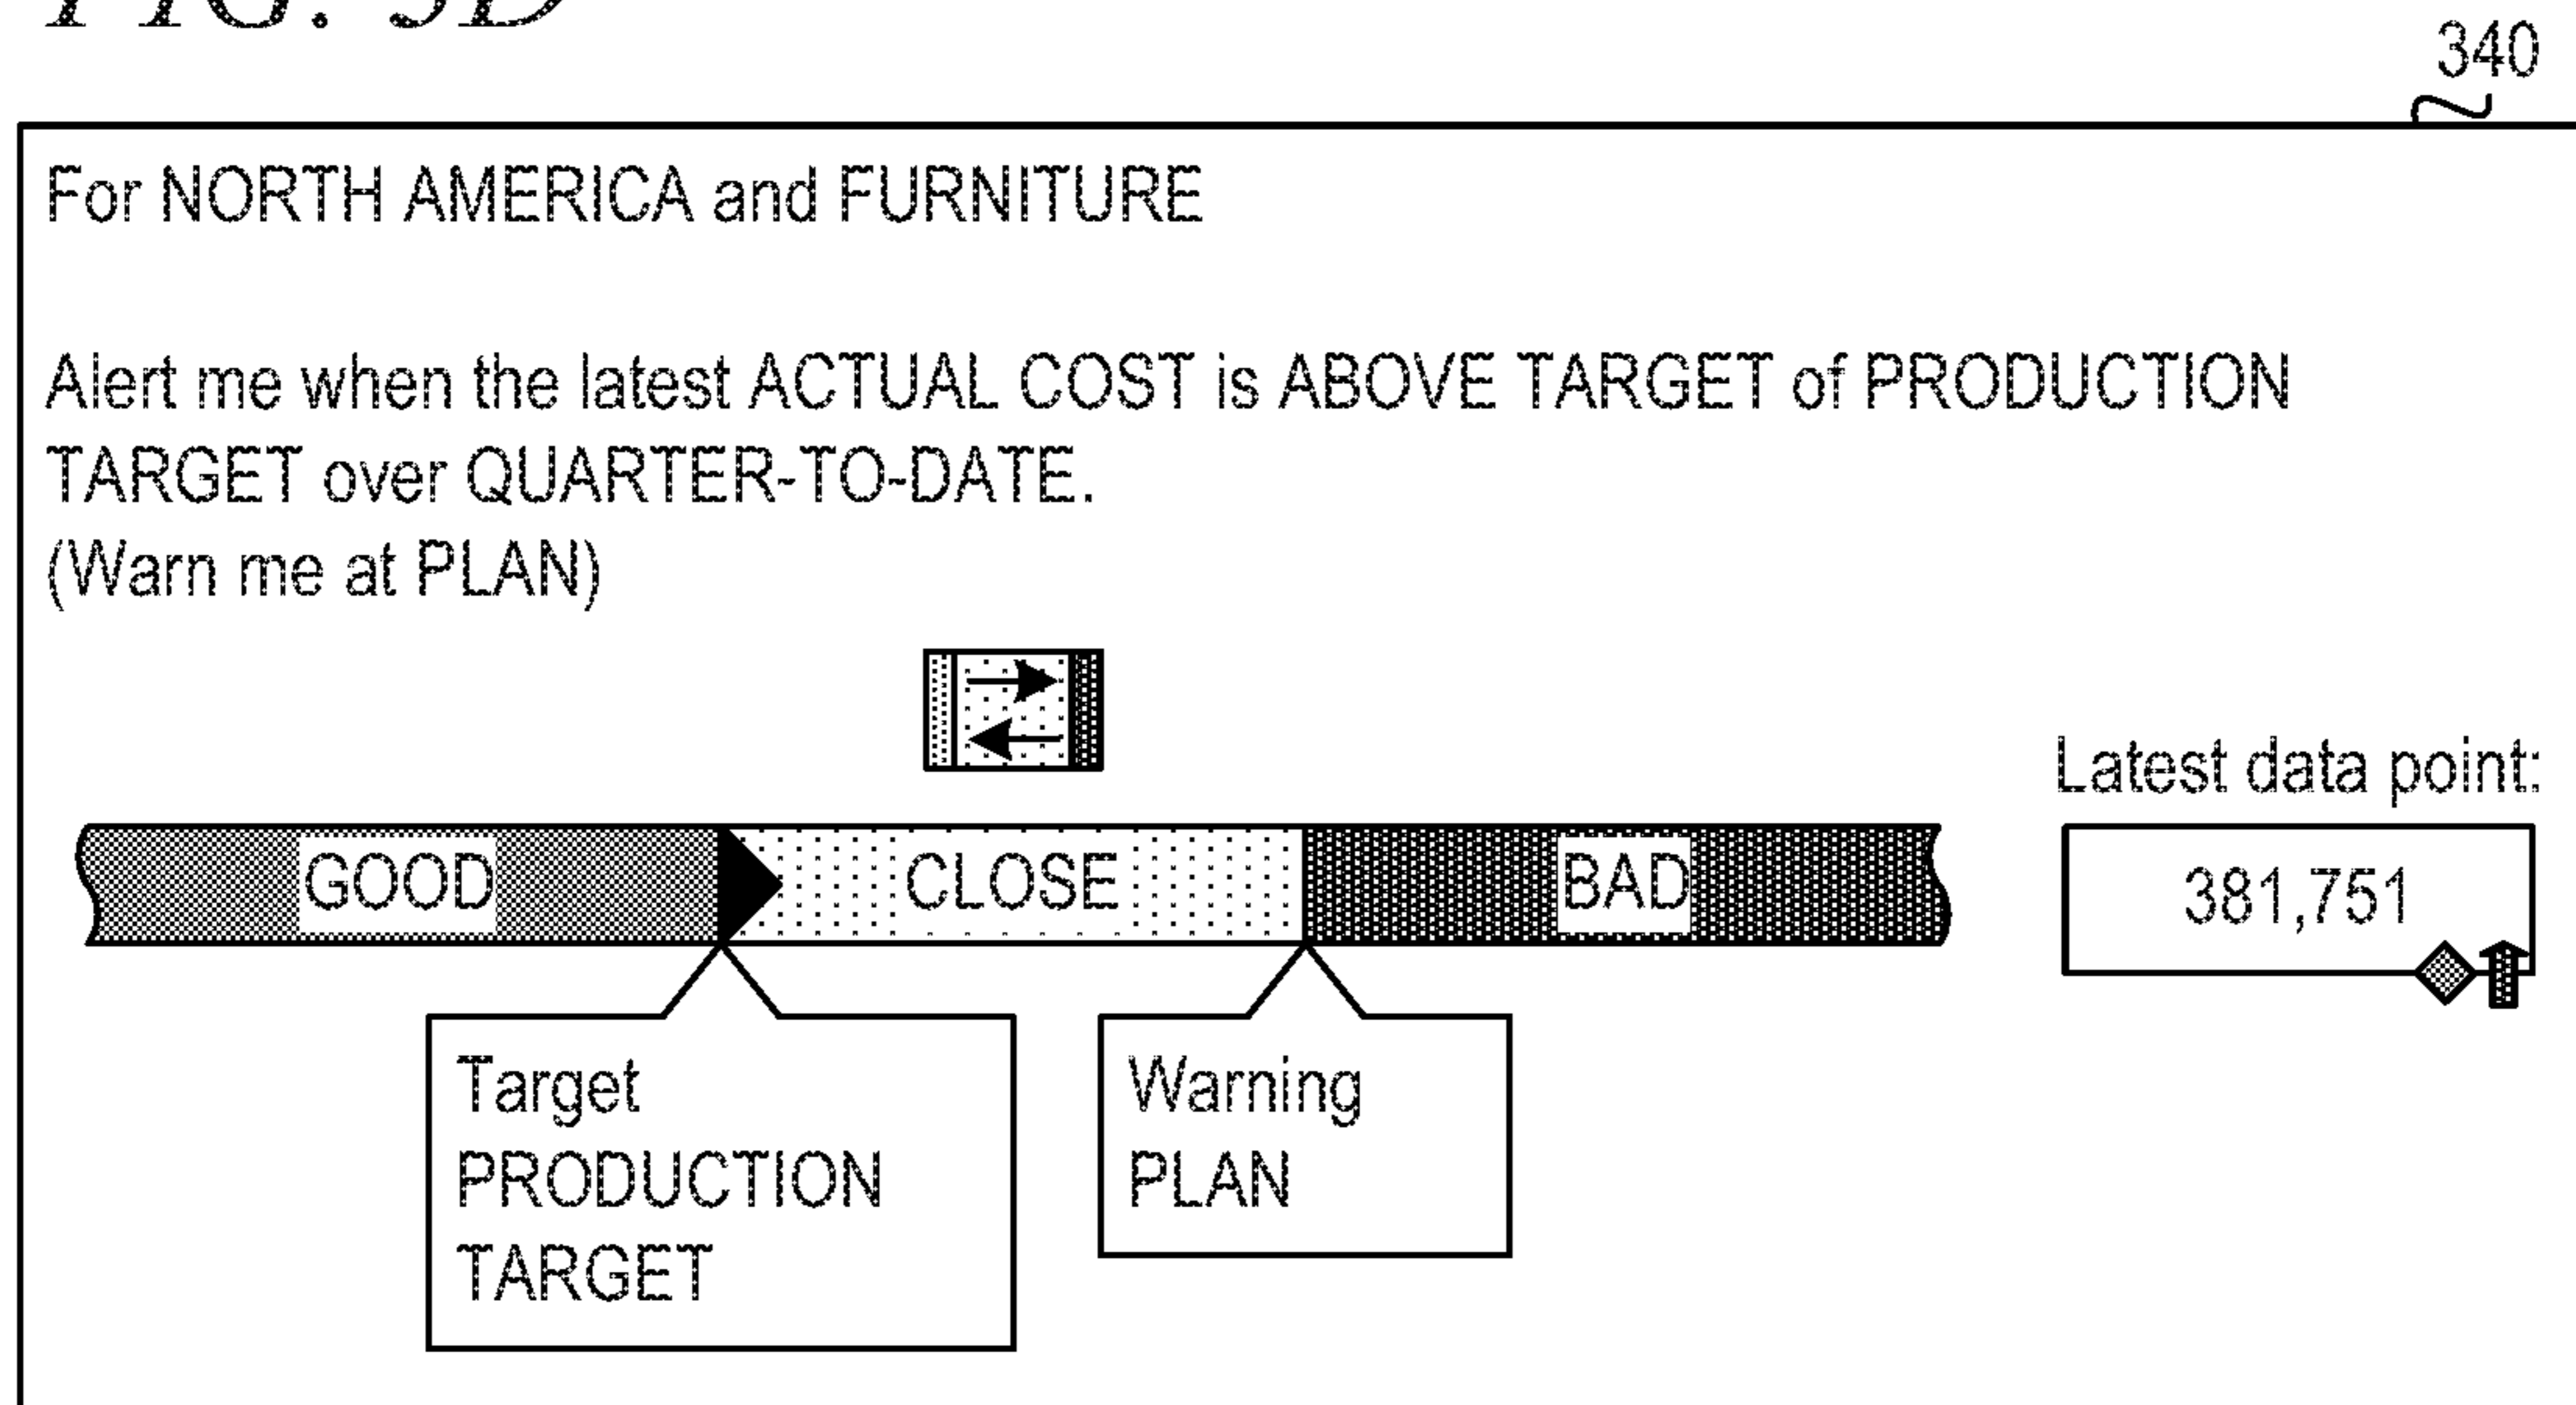 FIG. 3D
340
For NORTH AMERICA and FURNITURE
Alert me when the latest ACTUAL COST is ABOVE TARGET of PRODUCTION
TARGET over QUARTER-TO-DATE.
(Warn me at PLAN)
Latest data point:
GOOD
CLOSE
BAD
381,751
Target
PRODUCTION
TARGET
Warning
PLAN